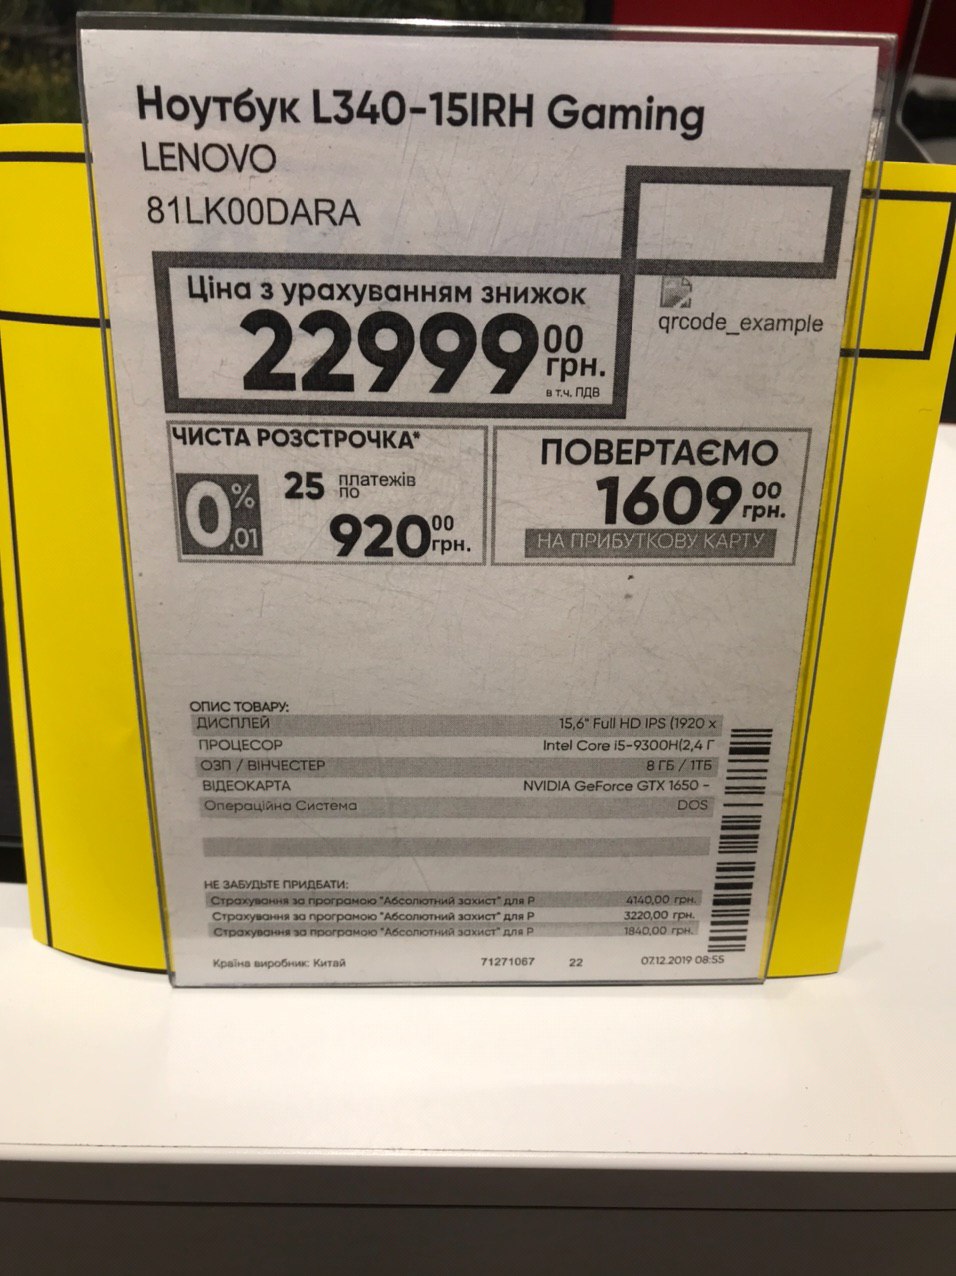 Ноутбук L340-15IRH Gaming
LENOVO
81LK00DARA
Ціна з урахуванням знижок
22999 00 грн.
в т.ч. ПДВ
qrcode_example
ЧИСТА РОЗСТРОЧКА*
0,01 %
25 платежів по
920 00 грн.
ПОВЕРТАЄМО
1609 00 грн.
НА ПРИБУТКОВУ КАРТУ
ОПИС ТОВАРУ:
ДИСПЛЕЙ 15,6" Full HD IPS (1920 x
ПРОЦЕСОР Intel Core i5-9300H(2,4 Г
ОЗП / ВІНЧЕСТЕР 8 ГБ / 1ТБ
ВІДЕОКАРТА NVIDIA GeForce GTX 1650 -
Операційна Система DOS
НЕ ЗАБУДЬТЕ ПРИДБАТИ:
Страхування за програмою "Абсолютний захист" для Р 4140,00 грн.
Страхування за програмою "Абсолютний захист" для Р 3220,00 грн.
Страхування за програмою "Абсолютний захист" для Р 1840,00 грн.
Країна виробник: Китай 71271067 22 07.12.2019 08:55